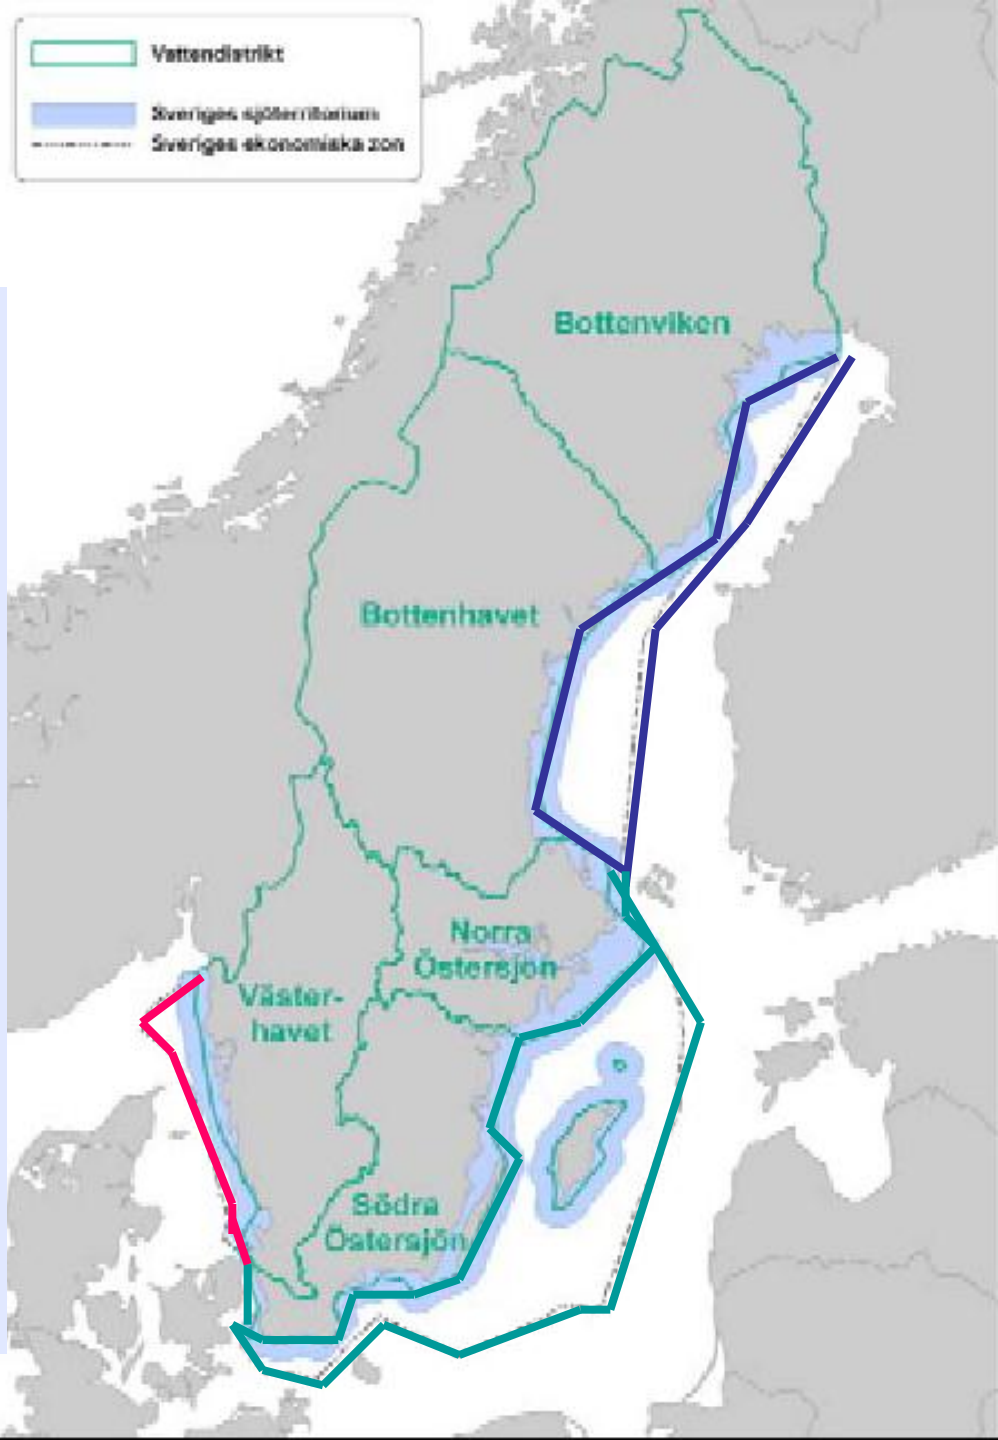 Vattendistrikt
Sveriges sjöterritorium
Sveriges ekonomiska zon
Bottenviken
Bottenhavet
Norra
Östersjön
Väster-
havet
Södra
Östersjön